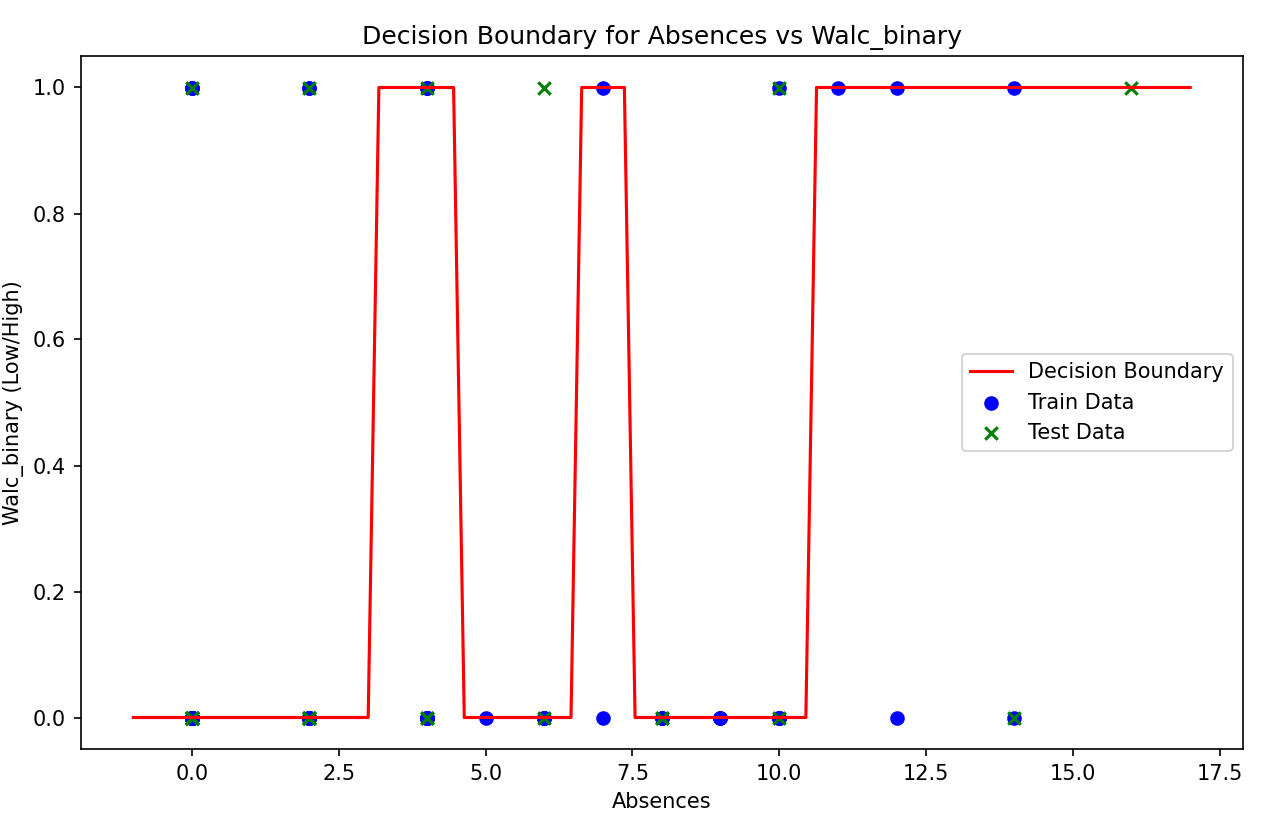 Decision Boundary for Absences vs Walc_binary
Walc_binary (Low/High)
1.0
0.8
0.6
0.4
0.2
0.0
Decision Boundary
Train Data
Test Data
0.0 2.5 5.0 7.5 10.0 12.5 15.0 17.5
Absences